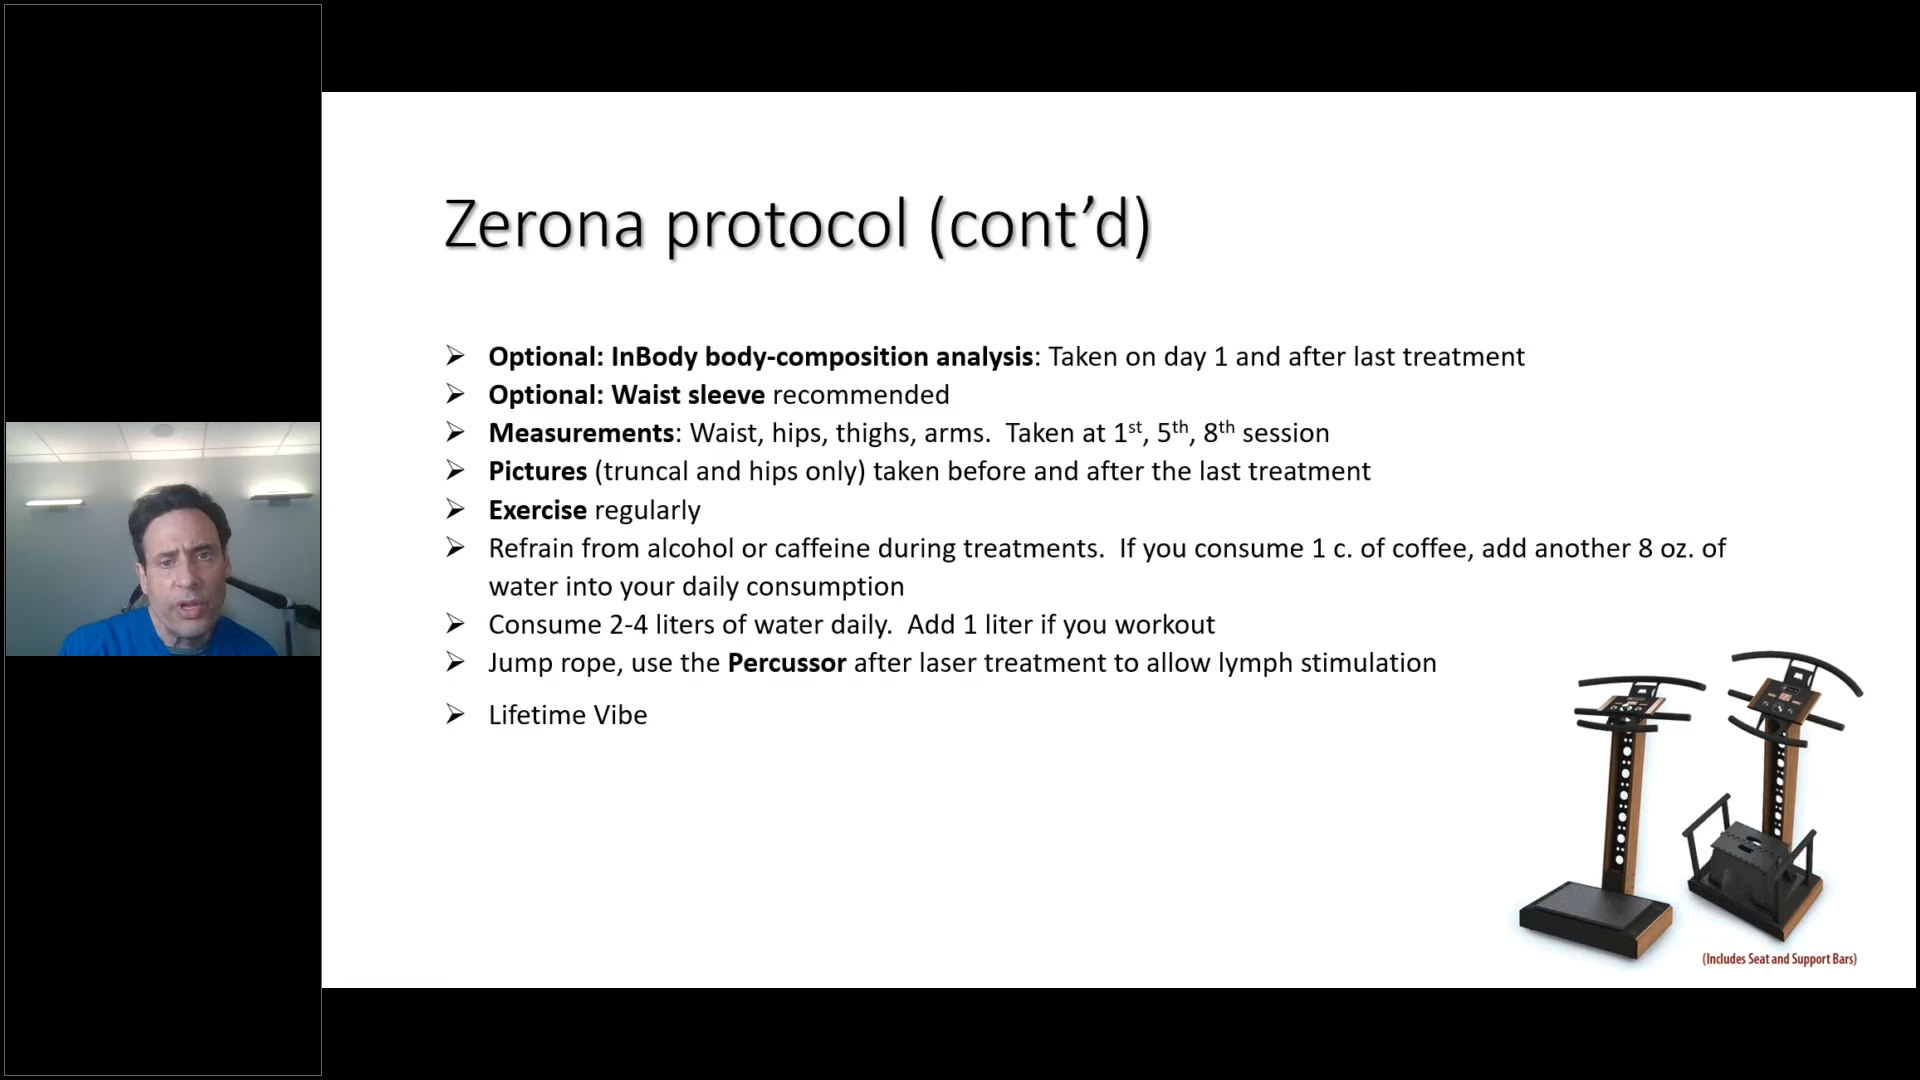 Zerona protocol (cont’d)
➢ Optional: InBody body-composition analysis: Taken on day 1 and after last treatment
➢ Optional: Waist sleeve recommended
➢ Measurements: Waist, hips, thighs, arms.  Taken at 1st, 5th, 8th session
➢ Pictures (truncal and hips only) taken before and after the last treatment
➢ Exercise regularly
➢ Refrain from alcohol or caffeine during treatments.  If you consume 1 c. of coffee, add another 8 oz. of
water into your daily consumption
➢ Consume 2-4 liters of water daily.  Add 1 liter if you workout
➢ Jump rope, use the Percussor after laser treatment to allow lymph stimulation
➢ Lifetime Vibe
(Includes Seat and Support Bars)